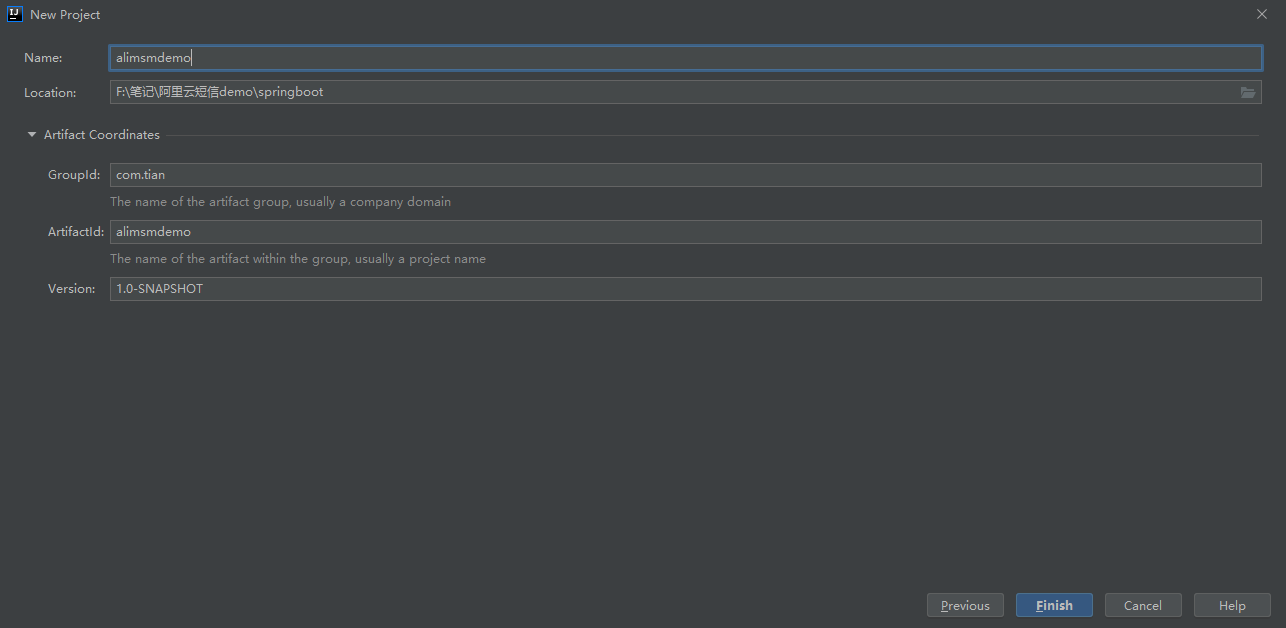 IJ New Project
Name: alimsmdemo
Location: F:\笔记\阿里云短信demo\springboot
Artifact Coordinates
GroupId: com.tian
The name of the artifact group, usually a company domain
ArtifactId: alimsmdemo
The name of the artifact within the group, usually a project name
Version: 1.0-SNAPSHOT
Previous Finish Cancel Help